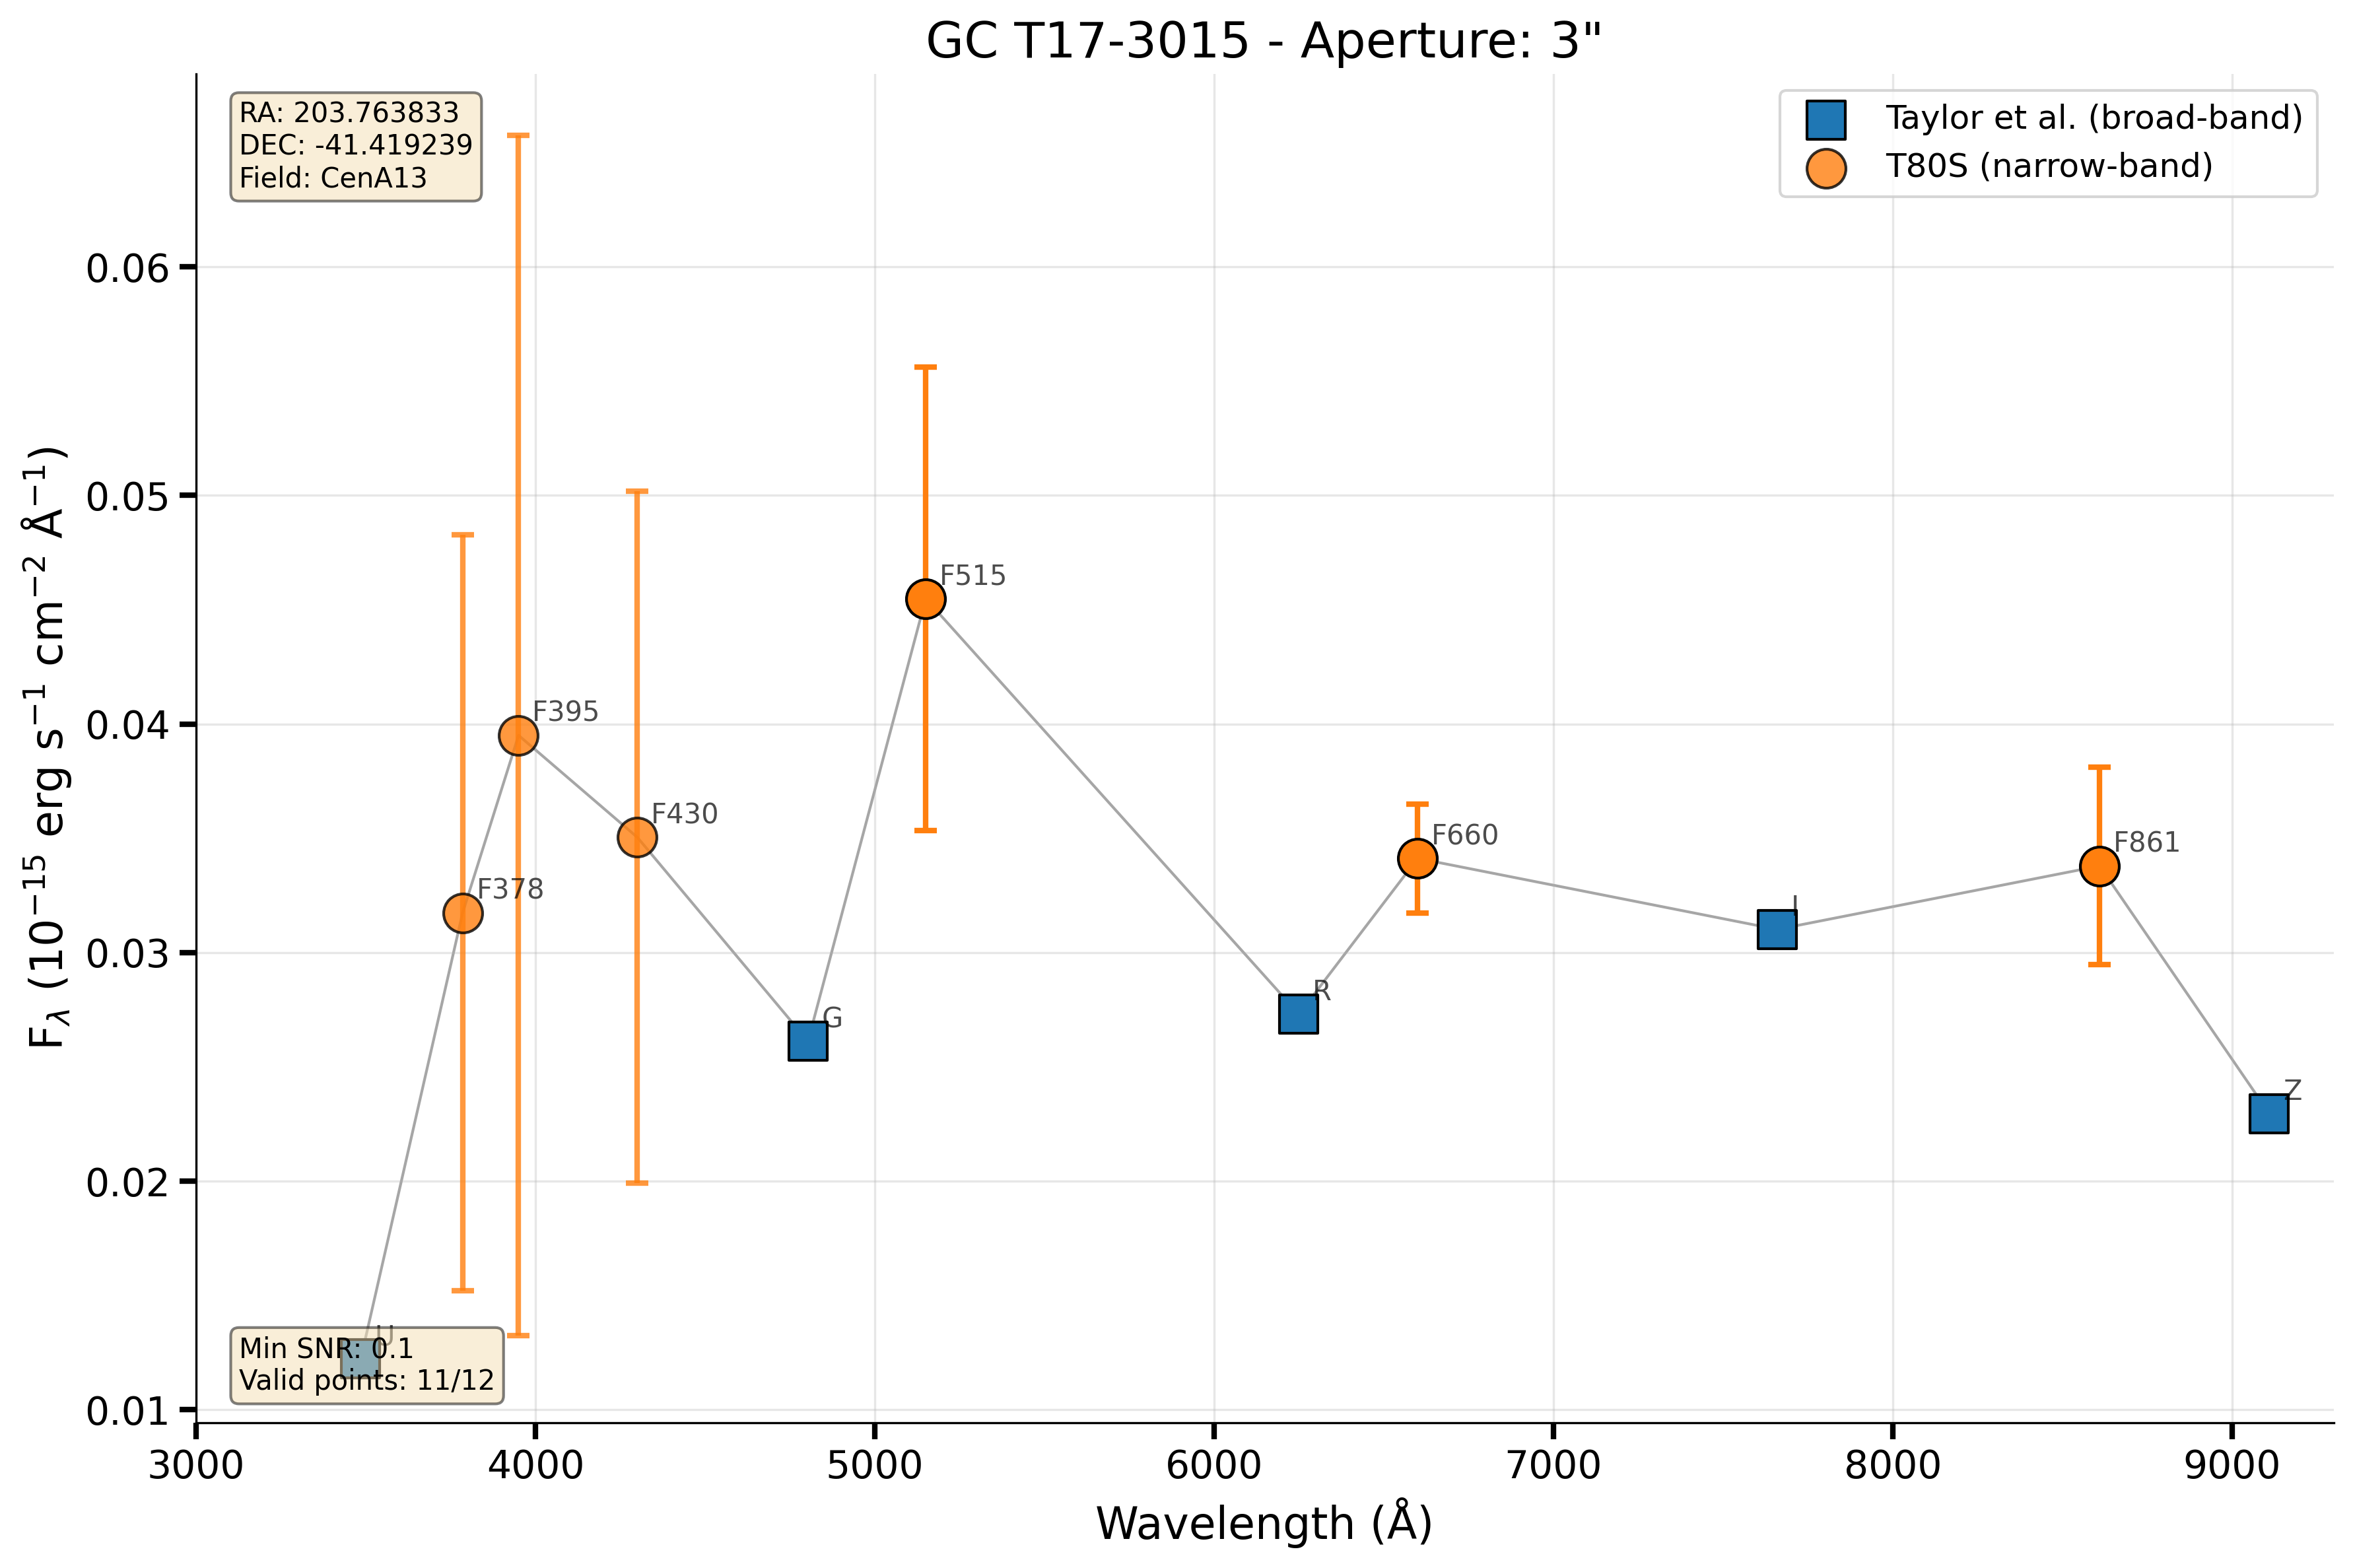 GC T17-3015 - Aperture: 3"
RA: 203.763833
DEC: -41.419239
Field: CenA13
Taylor et al. (broad-band)
T80S (narrow-band)
F$_{λ}$ (10$^{−15}$ erg s$^{−1}$ cm$^{−2}$ Å$^{−1}$)
0.06
0.05
0.04
0.03
0.02
0.01
F515
F395
F430
F378
F660
F861
I
R
G
Z
U
Min SNR: 0.1
Valid points: 11/12
3000
4000
5000
6000
7000
8000
9000
Wavelength (Å)